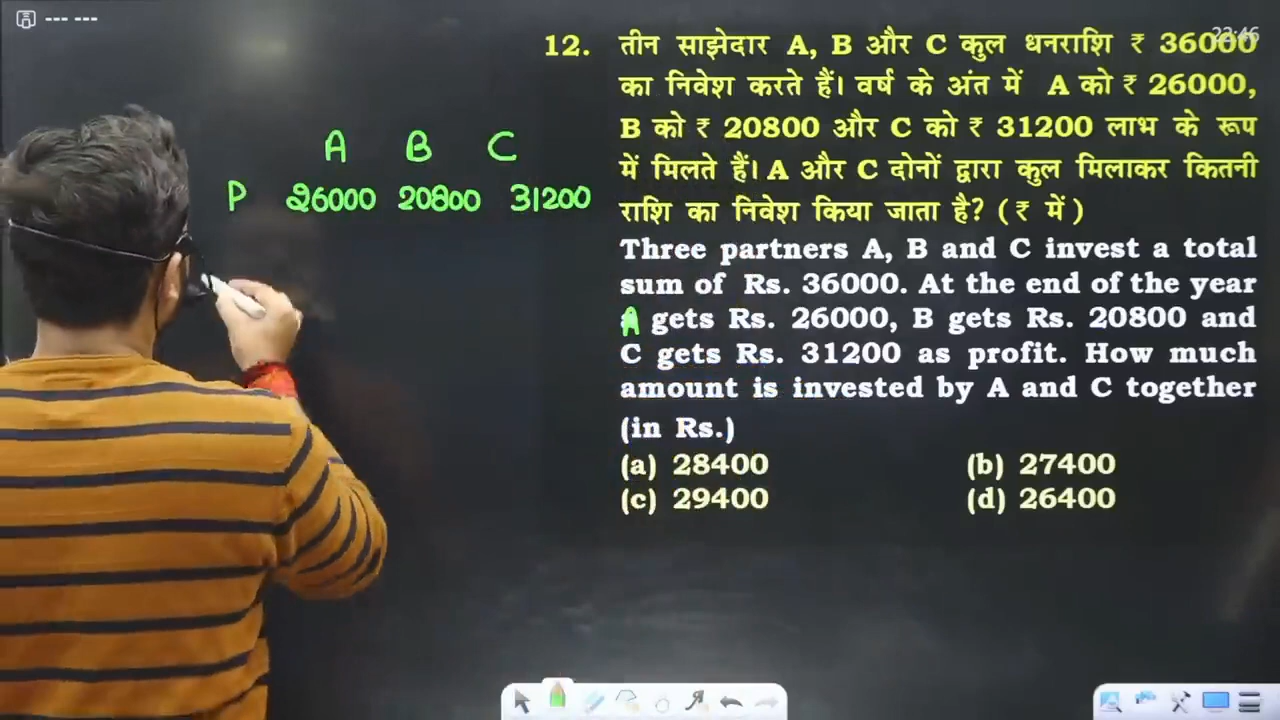 --- ---
22:46
12. तीन साझेदार A, B और C कुल धनराशि ₹ 36000
का निवेश करते हैं। वर्ष के अंत में A को ₹ 26000,
B को ₹ 20800 और C को ₹ 31200 लाभ के रूप
में मिलते हैं। A और C दोनों द्वारा कुल मिलाकर कितनी
राशि का निवेश किया जाता है? ( ₹ में )
Three partners A, B and C invest a total
sum of Rs. 36000. At the end of the year
A gets Rs. 26000, B gets Rs. 20800 and
C gets Rs. 31200 as profit. How much
amount is invested by A and C together
(in Rs.)
(a) 28400 (b) 27400
(c) 29400 (d) 26400
A B C
P 26000 20800 31200